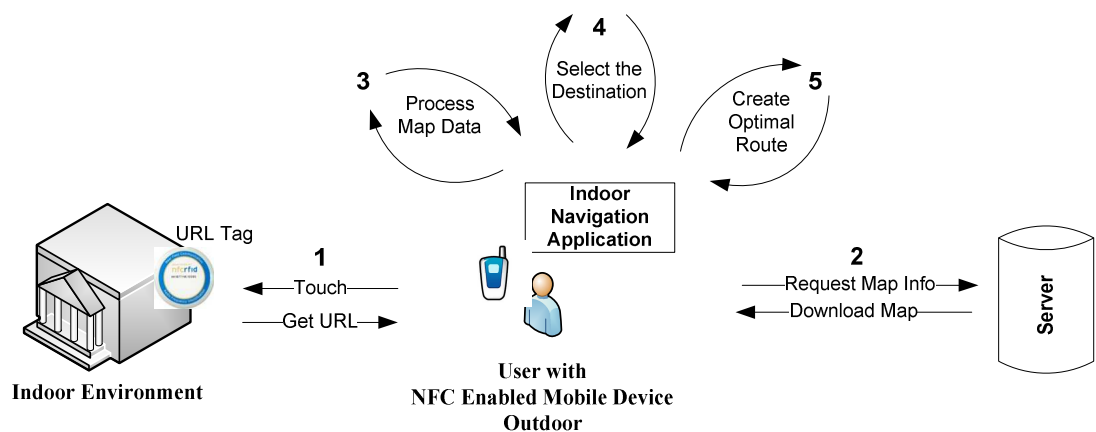 4
Select the
Destination
3
Process
Map Data
5
Create
Optimal
Route
Indoor
Navigation
Application
URL Tag
1
Touch
Get URL
2
Request Map Info
Download Map
Server
Indoor Environment
User with
NFC Enabled Mobile Device
Outdoor